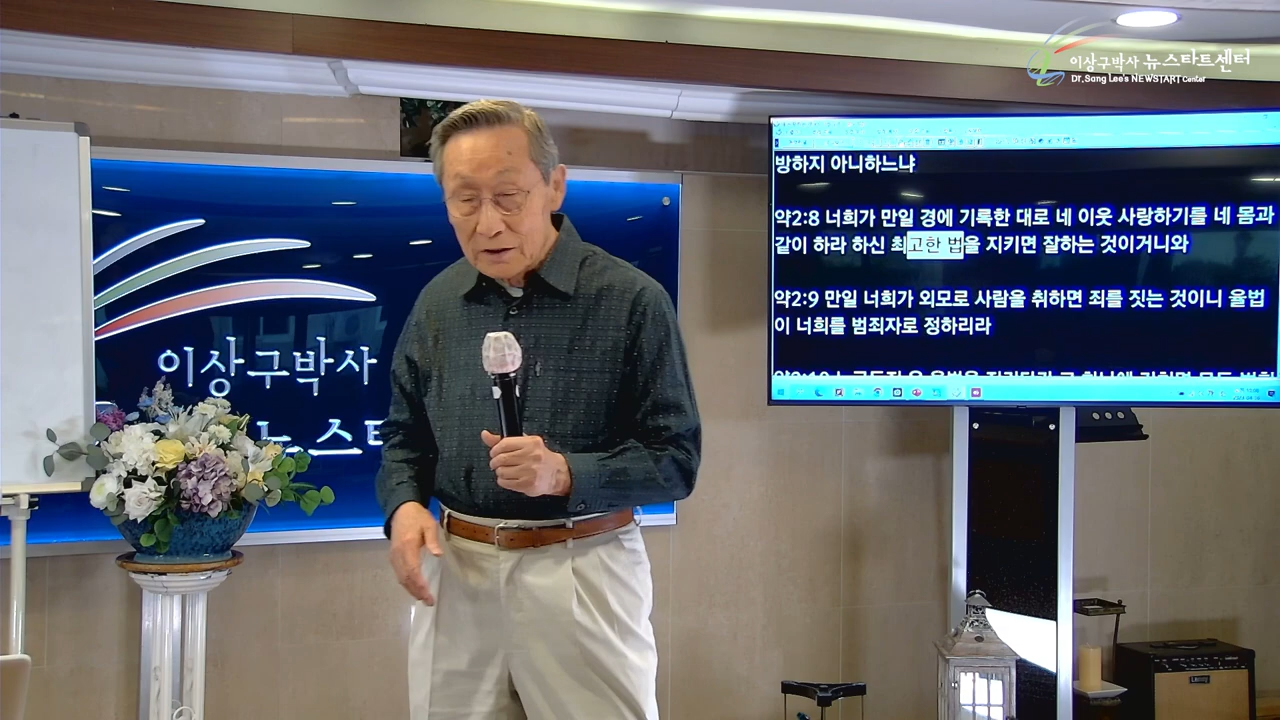 이상구박사 뉴스타트센터
Dr.Sang Lee's NEWSTART Center
방하지 아니하느냐
약2:8 너희가 만일 경에 기록한 대로 네 이웃 사랑하기를 네 몸과
같이 하라 하신 최고한 법을 지키면 잘하는 것이거니와
약2:9 만일 너희가 외모로 사람을 취하면 죄를 짓는 것이니 율법
이 너희를 범죄자로 정하리라
이상구박사
뉴스타
Laney